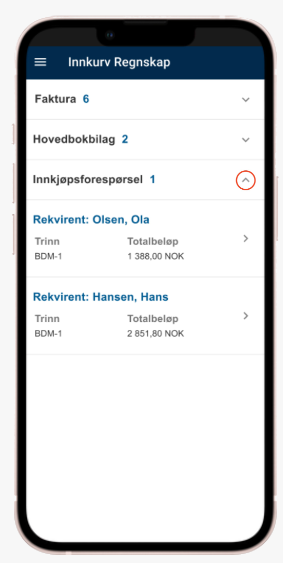 Innkurv Regnskap
Faktura 6
Hovedbokbilag 2
Innkjøpsforespørsel 1
Rekvirent: Olsen, Ola
Trinn Totalbeløp
BDM-1 1 388,00 NOK
Rekvirent: Hansen, Hans
Trinn Totalbeløp
BDM-1 2 851,80 NOK